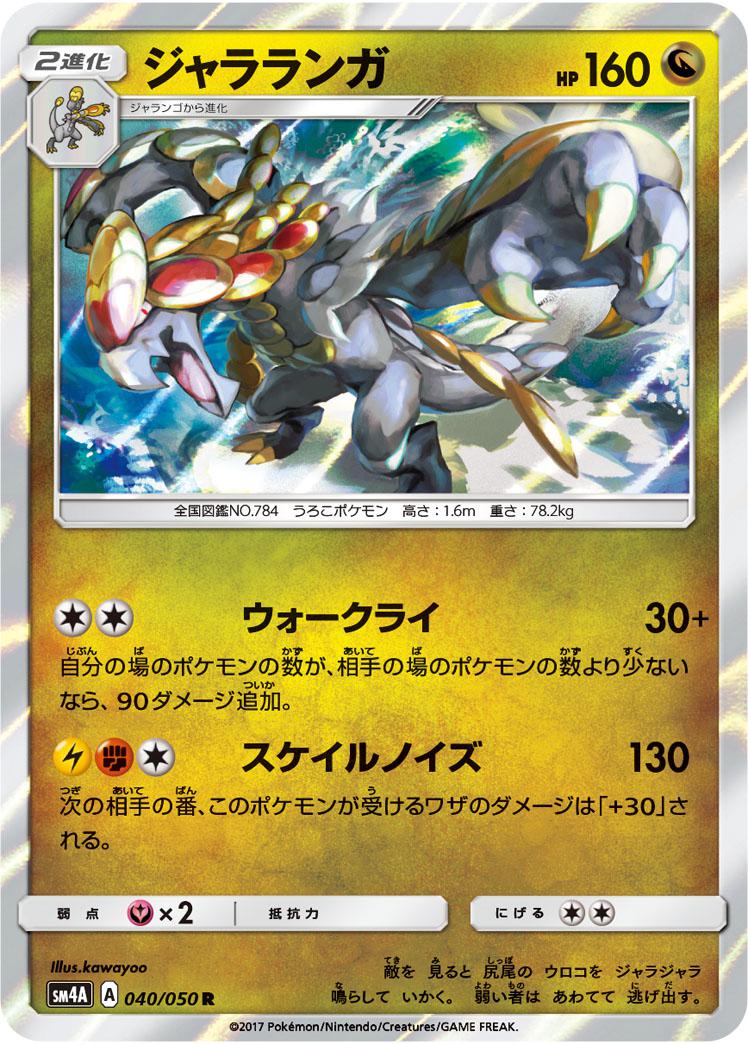 2進化
ジャラランガ
HP 160
ジャランゴから進化
全国図鑑NO.784 うろこポケモン 高さ：1.6m 重さ：78.2kg
ウォークライ 30+
自分の場のポケモンの数が、相手の場のポケモンの数より少ない
なら、90ダメージ追加。
スケイルノイズ 130
次の相手の番、このポケモンが受けるワザのダメージは「+30」さ
れる。
弱点 ×2 抵抗力 にげる
Illus.kawayoo
敵を 見ると 尻尾の ウロコを ジャラジャラ
鳴らして いかく。弱い者は あわてて 逃げ出す。
SM4A A 040/050 R
©2017 Pokémon/Nintendo/Creatures/GAME FREAK.